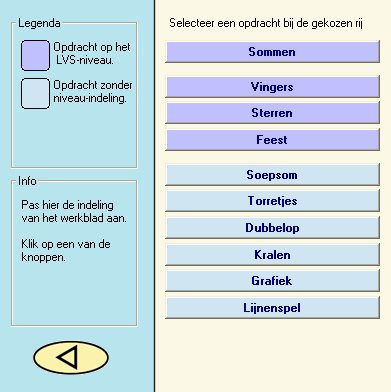 Legenda
Opdracht op het
LVS-niveau.
Opdracht zonder
niveau-indeling.
Info
Pas hier de indeling
van het werkblad aan.
Klik op een van de
knoppen.
Selecteer een opdracht bij de gekozen rij
Sommen
Vingers
Sterren
Feest
Soepsom
Torretjes
Dubbelop
Kralen
Grafiek
Lijnenspel